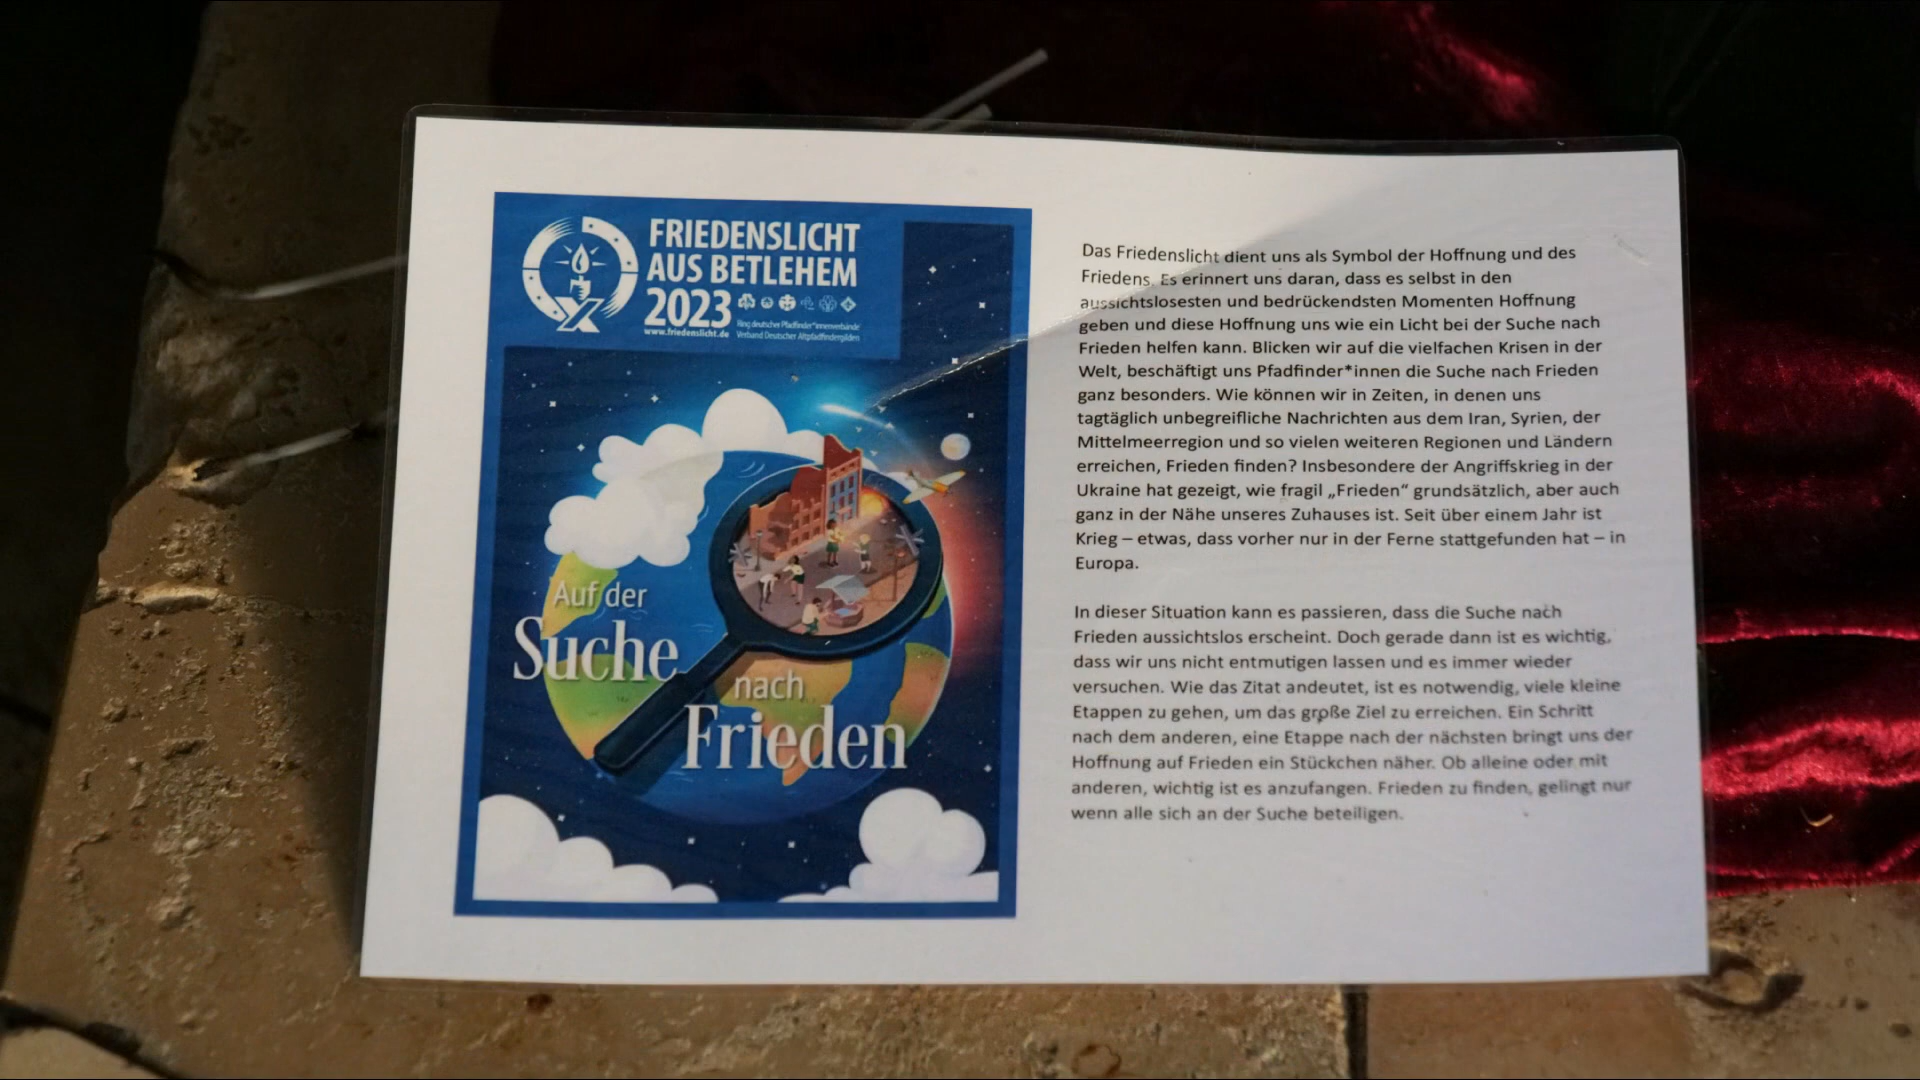 FRIEDENSLICHT
AUS BETLEHEM
2023
www.friedenslicht.de
Ring deutscher Pfadfinder*innenverbände
Verband Deutscher Altpfadfindergilden
Auf der
Suche
nach
Frieden
Das Friedenslicht dient uns als Symbol der Hoffnung und des
Friedens. Es erinnert uns daran, dass es selbst in den
aussichtslosesten und bedrückendsten Momenten Hoffnung
geben und diese Hoffnung uns wie ein Licht bei der Suche nach
Frieden helfen kann. Blicken wir auf die vielfachen Krisen in der
Welt, beschäftigt uns Pfadfinder*innen die Suche nach Frieden
ganz besonders. Wie können wir in Zeiten, in denen uns
tagtäglich unbegreifliche Nachrichten aus dem Iran, Syrien, der
Mittelmeerregion und so vielen weiteren Regionen und Ländern
erreichen, Frieden finden? Insbesondere der Angriffskrieg in der
Ukraine hat gezeigt, wie fragil „Frieden“ grundsätzlich, aber auch
ganz in der Nähe unseres Zuhauses ist. Seit über einem Jahr ist
Krieg – etwas, dass vorher nur in der Ferne stattgefunden hat – in
Europa.
In dieser Situation kann es passieren, dass die Suche nach
Frieden aussichtslos erscheint. Doch gerade dann ist es wichtig,
dass wir uns nicht entmutigen lassen und es immer wieder
versuchen. Wie das Zitat andeutet, ist es notwendig, viele kleine
Etappen zu gehen, um das große Ziel zu erreichen. Ein Schritt
nach dem anderen, eine Etappe nach der nächsten bringt uns der
Hoffnung auf Frieden ein Stückchen näher. Ob alleine oder mit
anderen, wichtig ist es anzufangen. Frieden zu finden, gelingt nur
wenn alle sich an der Suche beteiligen.